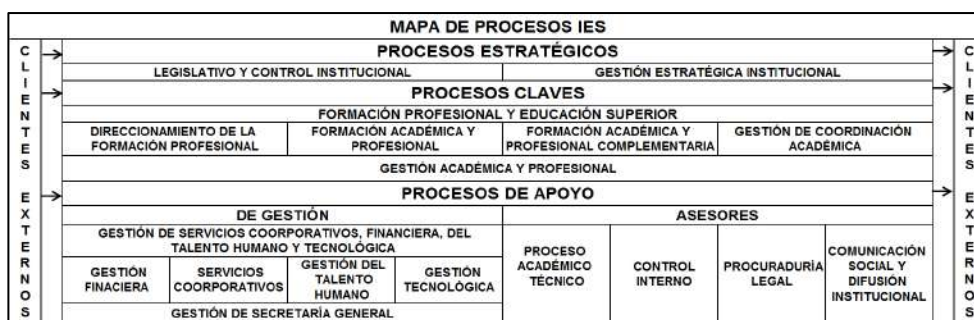 MAPA DE PROCESOS IES
CLIENTES EXTERNOS
PROCESOS ESTRATÉGICOS
LEGISLATIVO Y CONTROL INSTITUCIONAL
GESTIÓN ESTRATÉGICA INSTITUCIONAL
PROCESOS CLAVES
FORMACIÓN PROFESIONAL Y EDUCACIÓN SUPERIOR
DIRECCIONAMIENTO DE LA
FORMACIÓN PROFESIONAL
FORMACIÓN ACADÉMICA Y
PROFESIONAL
FORMACIÓN ACADÉMICA Y
PROFESIONAL COMPLEMENTARIA
GESTIÓN DE COORDINACIÓN
ACADÉMICA
GESTIÓN ACADÉMICA Y PROFESIONAL
PROCESOS DE APOYO
DE GESTIÓN
GESTIÓN DE SERVICIOS COORPORATIVOS, FINANCIERA, DEL
TALENTO HUMANO Y TECNOLÓGICA
GESTIÓN
FINACIERA
SERVICIOS
COORPORATIVOS
GESTIÓN DEL
TALENTO
HUMANO
GESTIÓN
TECNOLÓGICA
GESTIÓN DE SECRETARÍA GENERAL
ASESORES
PROCESO
ACADÉMICO
TÉCNICO
CONTROL
INTERNO
PROCURADURÍA
LEGAL
COMUNICACIÓN
SOCIAL Y
DIFUSIÓN
INSTITUCIONAL
CLIENTES EXTERNOS